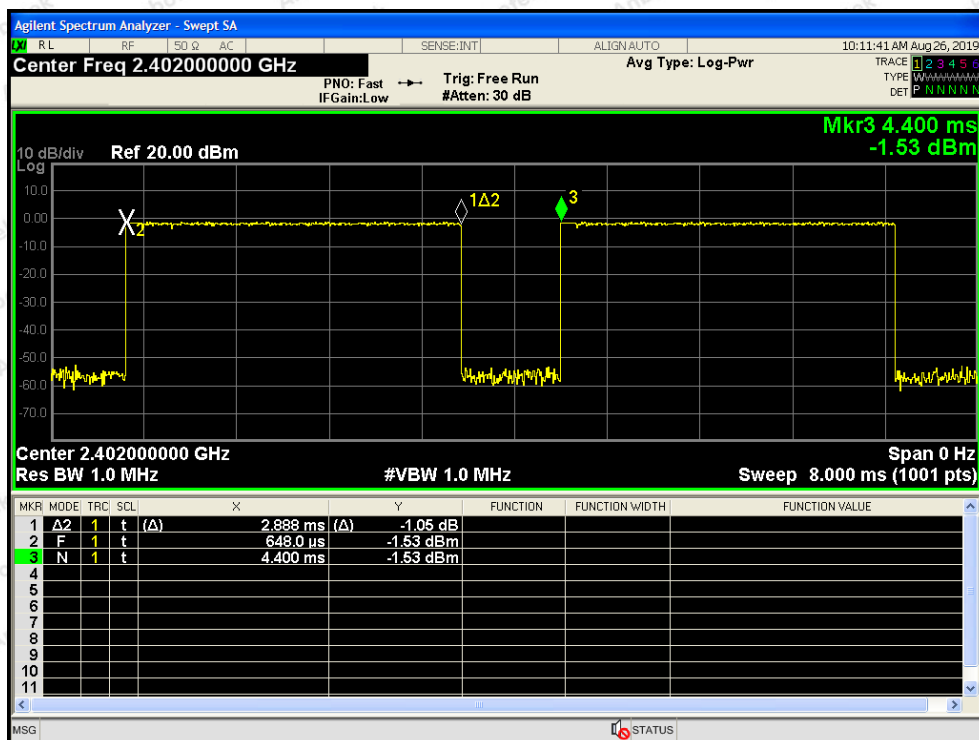 Agilent Spectrum Analyzer - Swept SA
LXI RL RF 50 Ω AC SENSE:INT ALIGNAUTO 10:11:41 AM Aug 26, 2019
Center Freq 2.402000000 GHz
Avg Type: Log-Pwr
TRACE 1 2 3 4 5 6
PNO: Fast
Trig: Free Run
TYPE
IFGain:Low
#Atten: 30 dB
DET P N N N N N
Mkr3 4.400 ms
-1.53 dBm
10 dB/div Ref 20.00 dBm
Log
10.0
0.00
-10.0
-20.0
-30.0
-40.0
-50.0
-60.0
-70.0
2
1Δ2
3
Center 2.402000000 GHz Span 0 Hz
Res BW 1.0 MHz #VBW 1.0 MHz Sweep 8.000 ms (1001 pts)
MKR MODE TRC SCL X Y FUNCTION FUNCTION WIDTH FUNCTION VALUE
1 Δ2 1 t (Δ) 2.888 ms (Δ) -1.05 dB
2 F 1 t 648.0 µs -1.53 dBm
3 N 1 t 4.400 ms -1.53 dBm
4
5
6
7
8
9
10
11
MSG STATUS